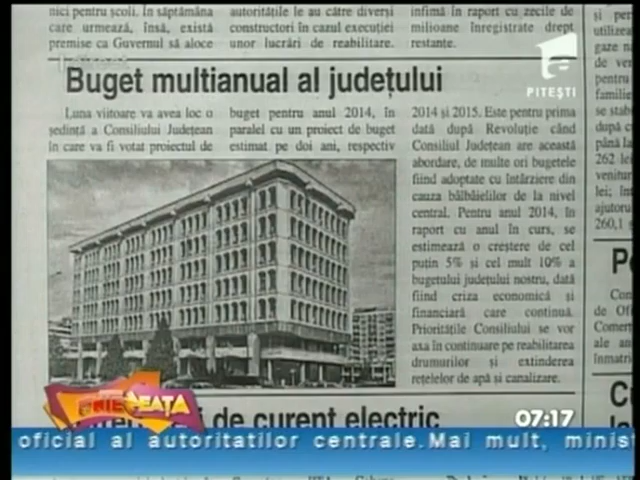 nici pentru școli. În săptămâna
care urmează, însă, există
premise ca Guvernul să aloce
autoritățile le au către diverși
constructori în cazul execuției
unor lucrări de reabilitare.
infimă în raport cu zecile de
milioane înregistrate drept
restanțe.
PITEȘTI
Buget multianual al județului
Luna viitoare va avea loc o
ședință a Consiliului Județean
în care va fi votat proiectul de
buget pentru anul 2014, în
paralel cu un proiect de buget
estimat pe doi ani, respectiv
2014 și 2015. Este pentru prima
dată după Revoluție când
Consiliul Județean are această
abordare, de multe ori bugetele
fiind adoptate cu întârziere din
cauza bâlbâielilor de la nivel
central. Pentru anul 2014, în
raport cu anul în curs, se
estimează o creștere de cel
puțin 5% și cel mult 10% a
bugetului județului nostru, dată
fiind criza economică și
financiară care continuă.
Prioritățile Consiliului se vor
axa în continuare pe reabilitarea
drumurilor și extinderea
rețelelor de apă și canalizare.
de curent electric
07:17
oficial al autoritatilor centrale.Mai mult, minis